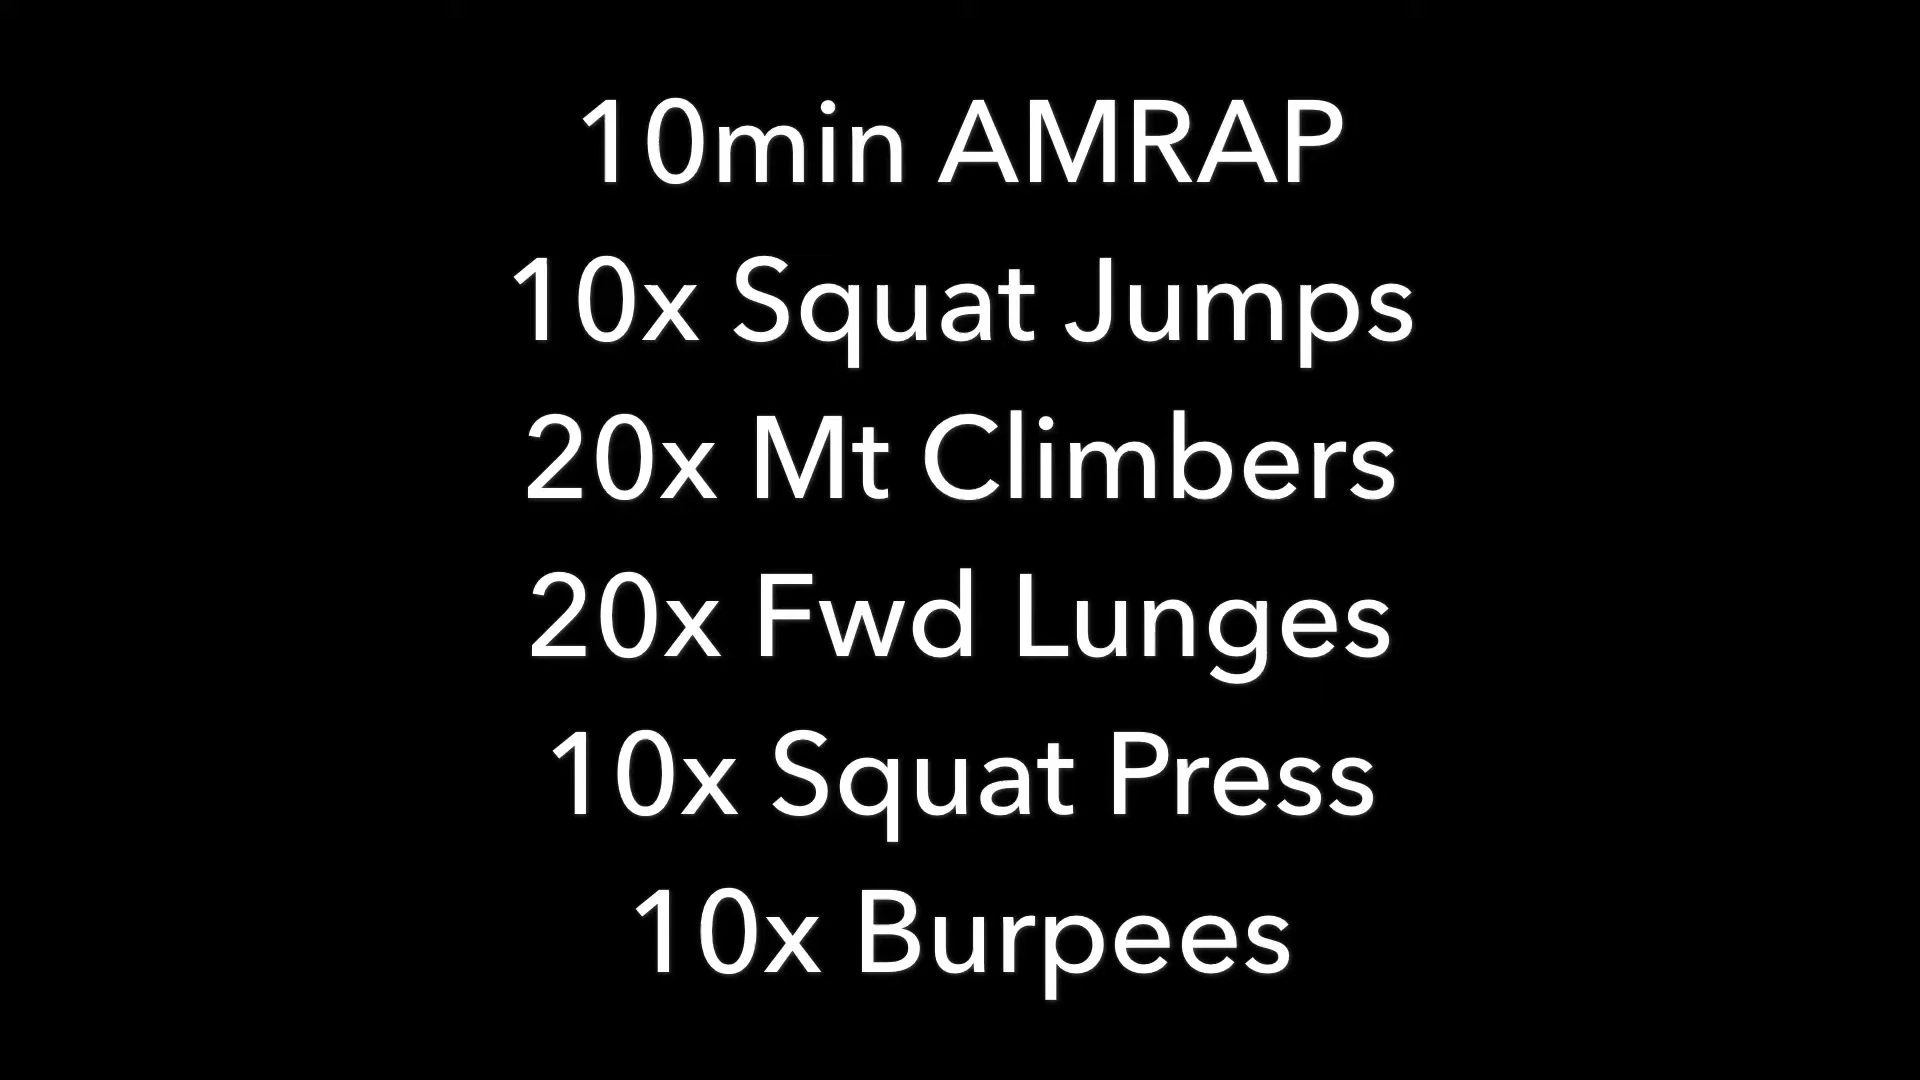 10min AMRAP
10x Squat Jumps
20x Mt Climbers
20x Fwd Lunges
10x Squat Press
10x Burpees